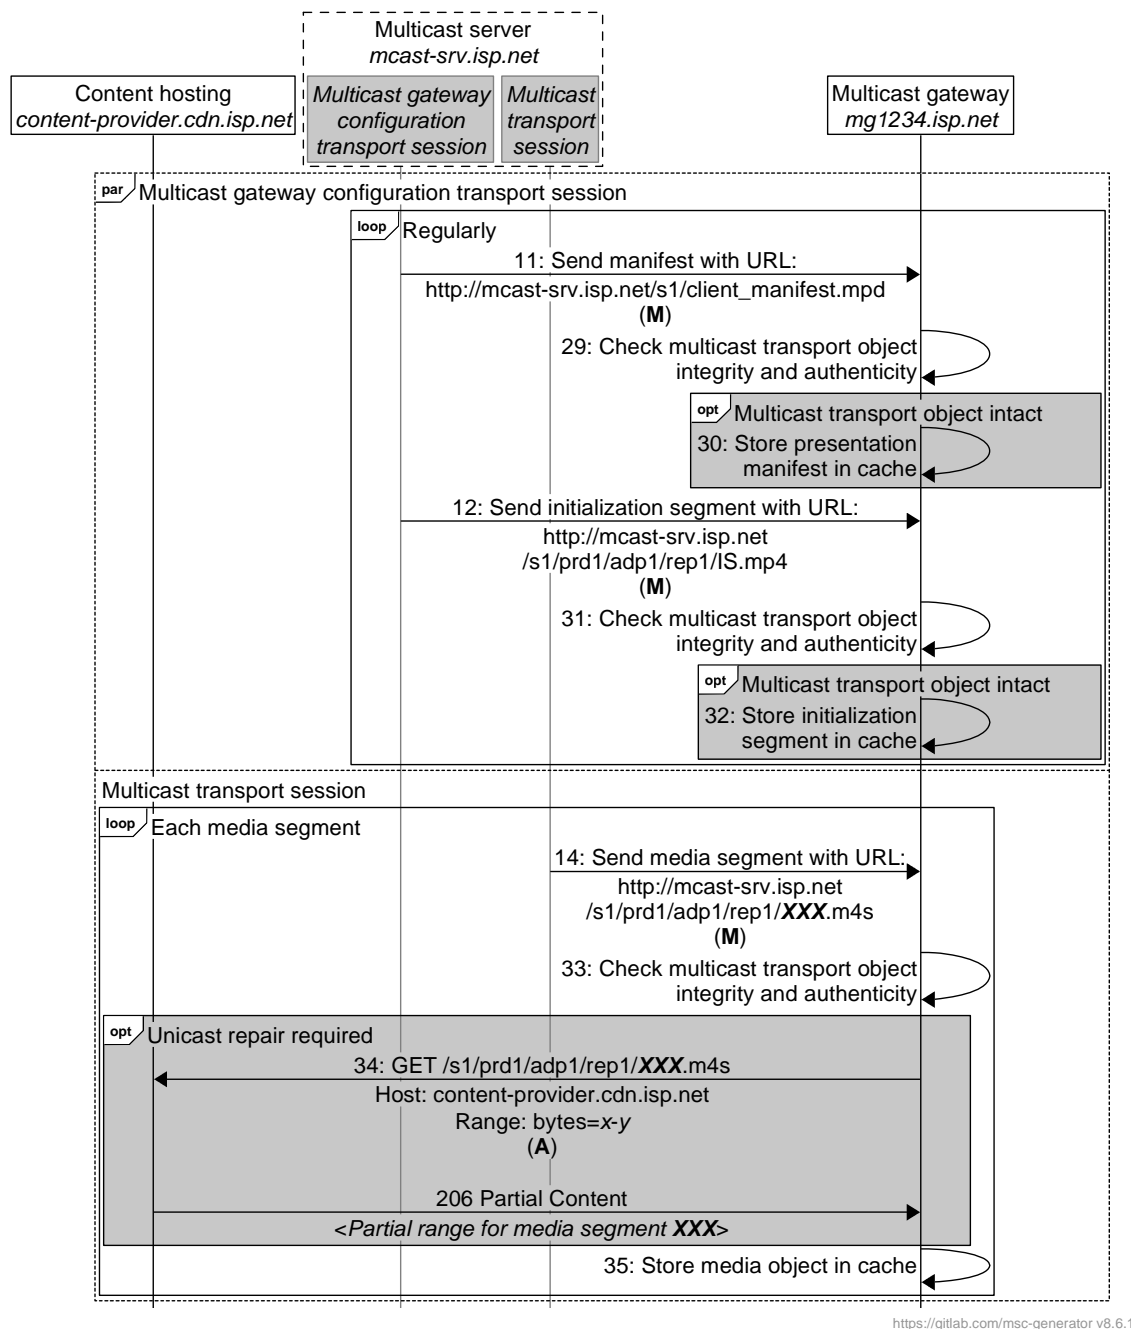 Multicast server
mcast-srv.isp.net
Content hosting
content-provider.cdn.isp.net
Multicast gateway
configuration
transport session
Multicast
transport
session
Multicast gateway
mg1234.isp.net
par
Multicast gateway configuration transport session
loop
Regularly
11: Send manifest with URL:
http://mcast-srv.isp.net/s1/client_manifest.mpd
(M)
29: Check multicast transport object
integrity and authenticity
opt
Multicast transport object intact
30: Store presentation
manifest in cache
12: Send initialization segment with URL:
http://mcast-srv.isp.net
/s1/prd1/adp1/rep1/IS.mp4
(M)
31: Check multicast transport object
integrity and authenticity
opt
Multicast transport object intact
32: Store initialization
segment in cache
Multicast transport session
loop
Each media segment
14: Send media segment with URL:
http://mcast-srv.isp.net
/s1/prd1/adp1/rep1/XXX.m4s
(M)
33: Check multicast transport object
integrity and authenticity
opt
Unicast repair required
34: GET /s1/prd1/adp1/rep1/XXX.m4s
Host: content-provider.cdn.isp.net
Range: bytes=x-y
(A)
206 Partial Content
<Partial range for media segment XXX>
35: Store media object in cache
https://gitlab.com/msc-generator v8.6.1